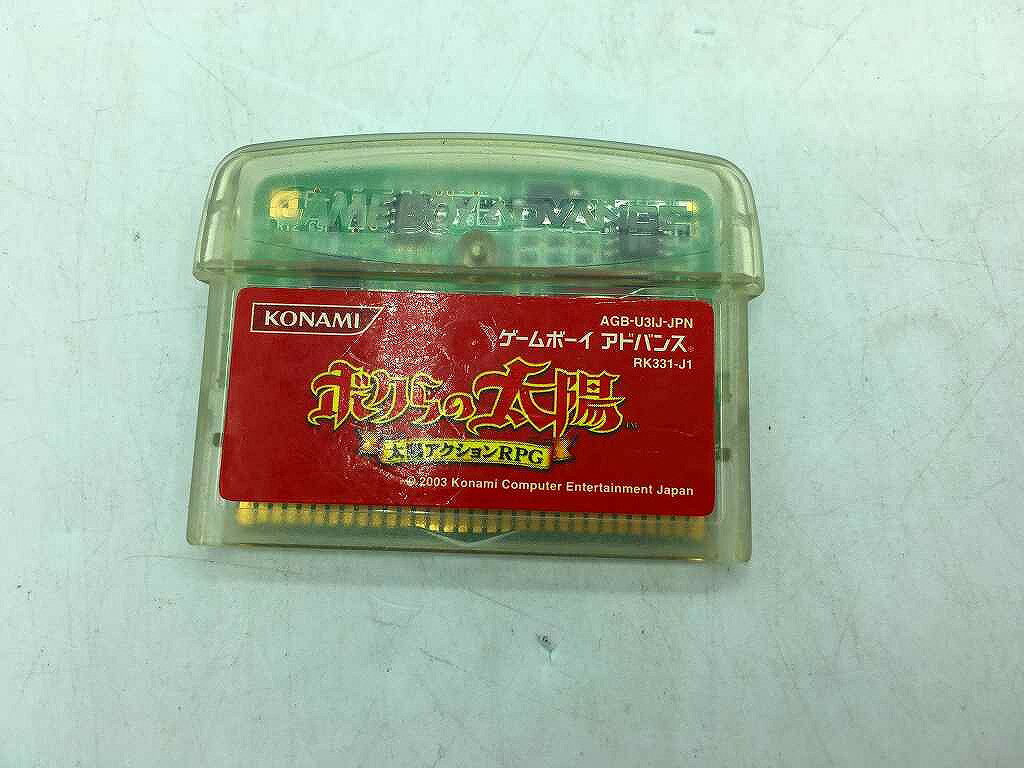 GAME BOY ADVANCE
KONAMI
AGB-U3IJ-JPN
ゲームボーイ アドバンス®
RK331-J1
ボクらの太陽™
太陽アクションRPG
© 2003 Konami Computer Entertainment Japan